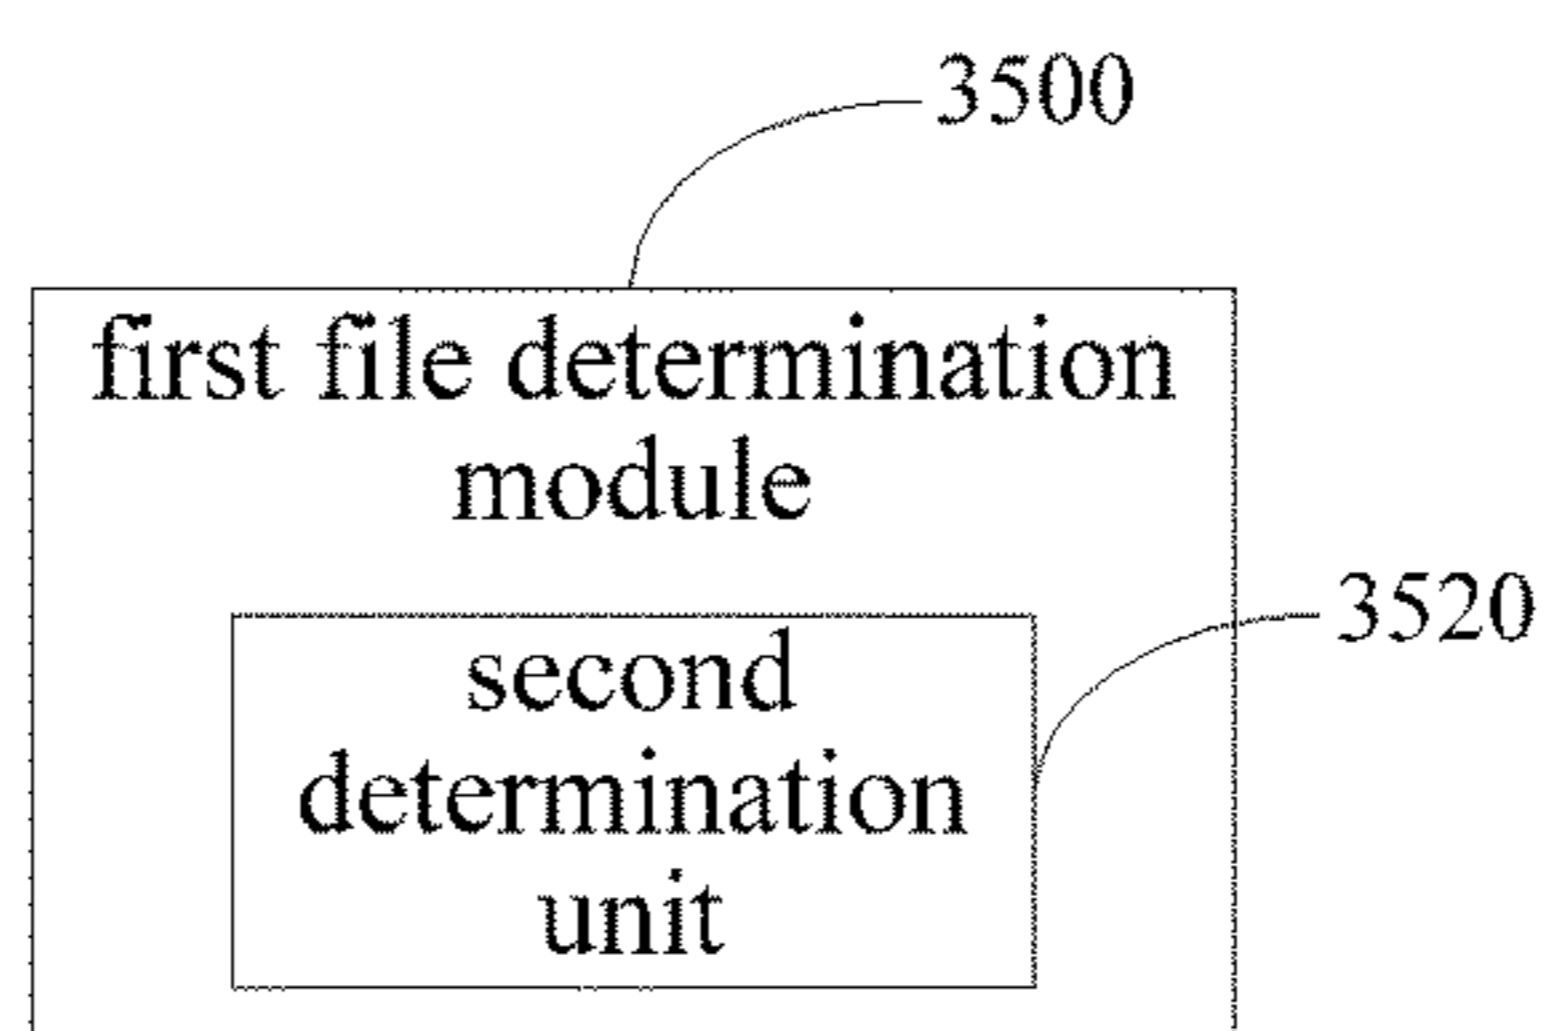 3500
first file determination
module
3520
second
determination
unit